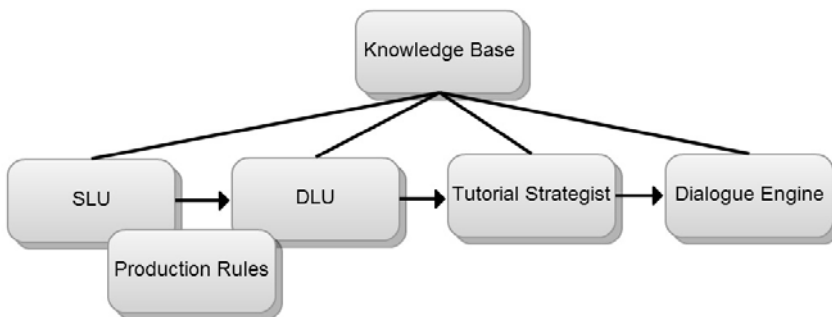 Knowledge Base
SLU
DLU
Tutorial Strategist
Dialogue Engine
Production Rules